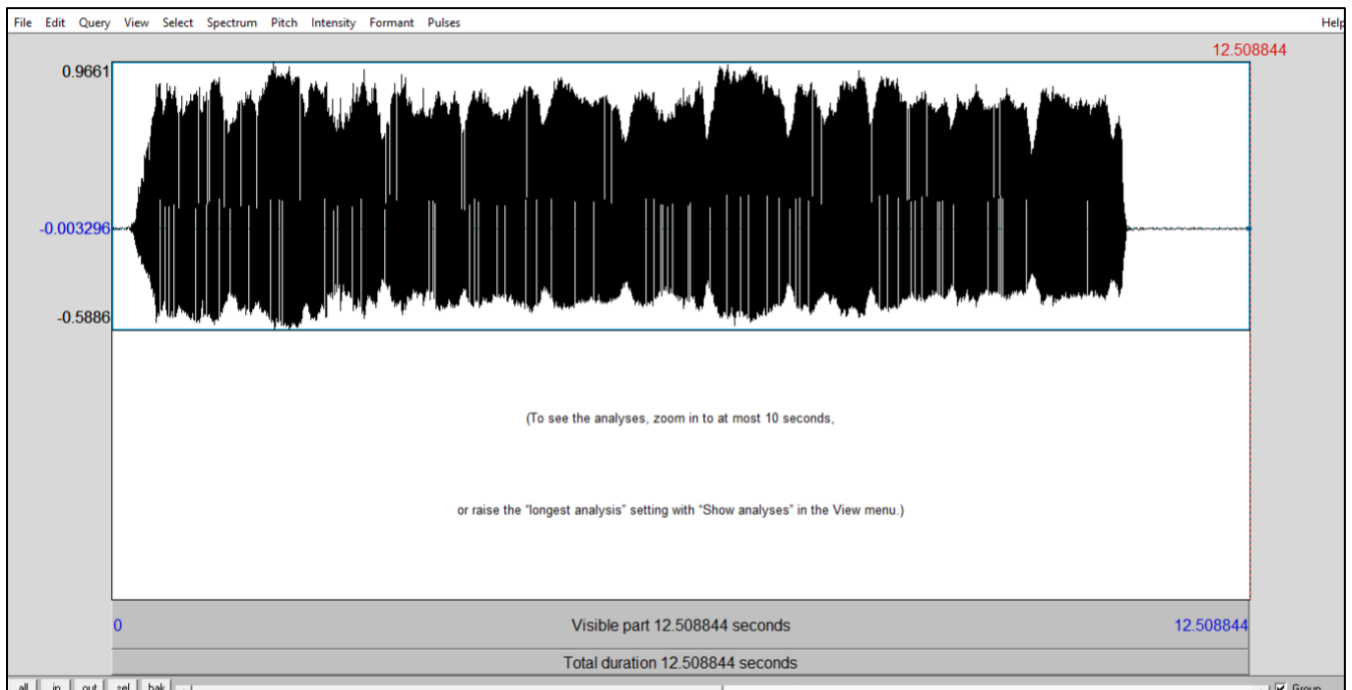 File Edit Query View Select Spectrum Pitch Intensity Formant Pulses Help
12.508844
0.9661
-0.003296
-0.5886
(To see the analyses, zoom in to at most 10 seconds,
or raise the "longest analysis" setting with "Show analyses" in the View menu.)
0 Visible part 12.508844 seconds 12.508844
Total duration 12.508844 seconds
all in out sel bak Group